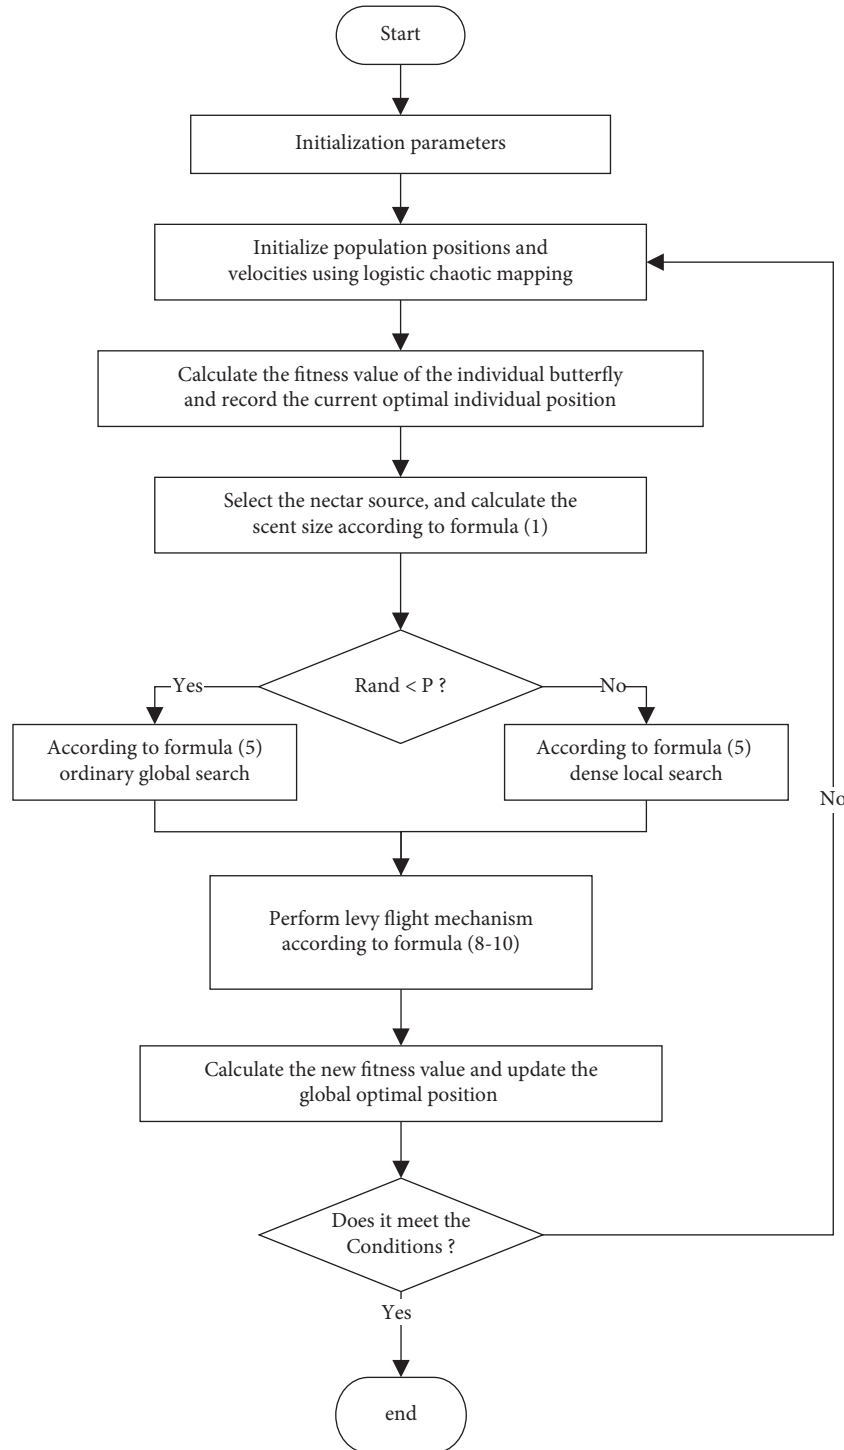 Start
Initialization parameters
Initialize population positions and
velocities using logistic chaotic mapping
Calculate the fitness value of the individual butterfly
and record the current optimal individual position
Select the nectar source, and calculate the
scent size according to formula (1)
Rand < P ?
Yes
No
According to formula (5)
ordinary global search
According to formula (5)
dense local search
No
Perform levy flight mechanism
according to formula (8-10)
Calculate the new fitness value and update the
global optimal position
Does it meet the
Conditions ?
Yes
end